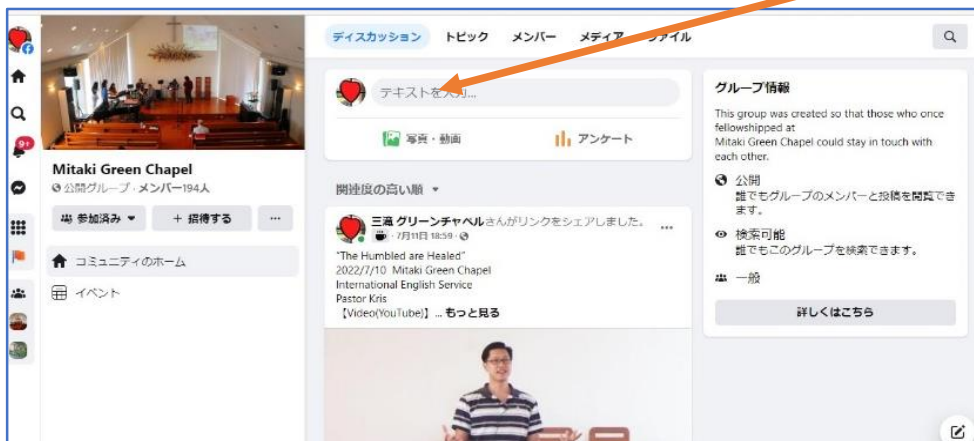 ディスカッション トピック メンバー メディア ファイル
9+
Mitaki Green Chapel
公開グループ・メンバー194人
参加済み
+ 招待する
コミュニティのホーム
イベント
テキストを入力...
写真・動画
アンケート
関連度の高い順
三滝 グリーンチャペルさんがリンクをシェアしました。
・7月11日 18:59・
"The Humbled are Healed"
2022/7/10 Mitaki Green Chapel
International English Service
Pastor Kris
【Video(YouTube)】... もっと見る
グループ情報
This group was created so that those who once
fellowshipped at
Mitaki Green Chapel could stay in touch with
each other.
公開
誰でもグループのメンバーと投稿を閲覧でき
ます。
検索可能
誰でもこのグループを検索できます。
一般
詳しくはこちら